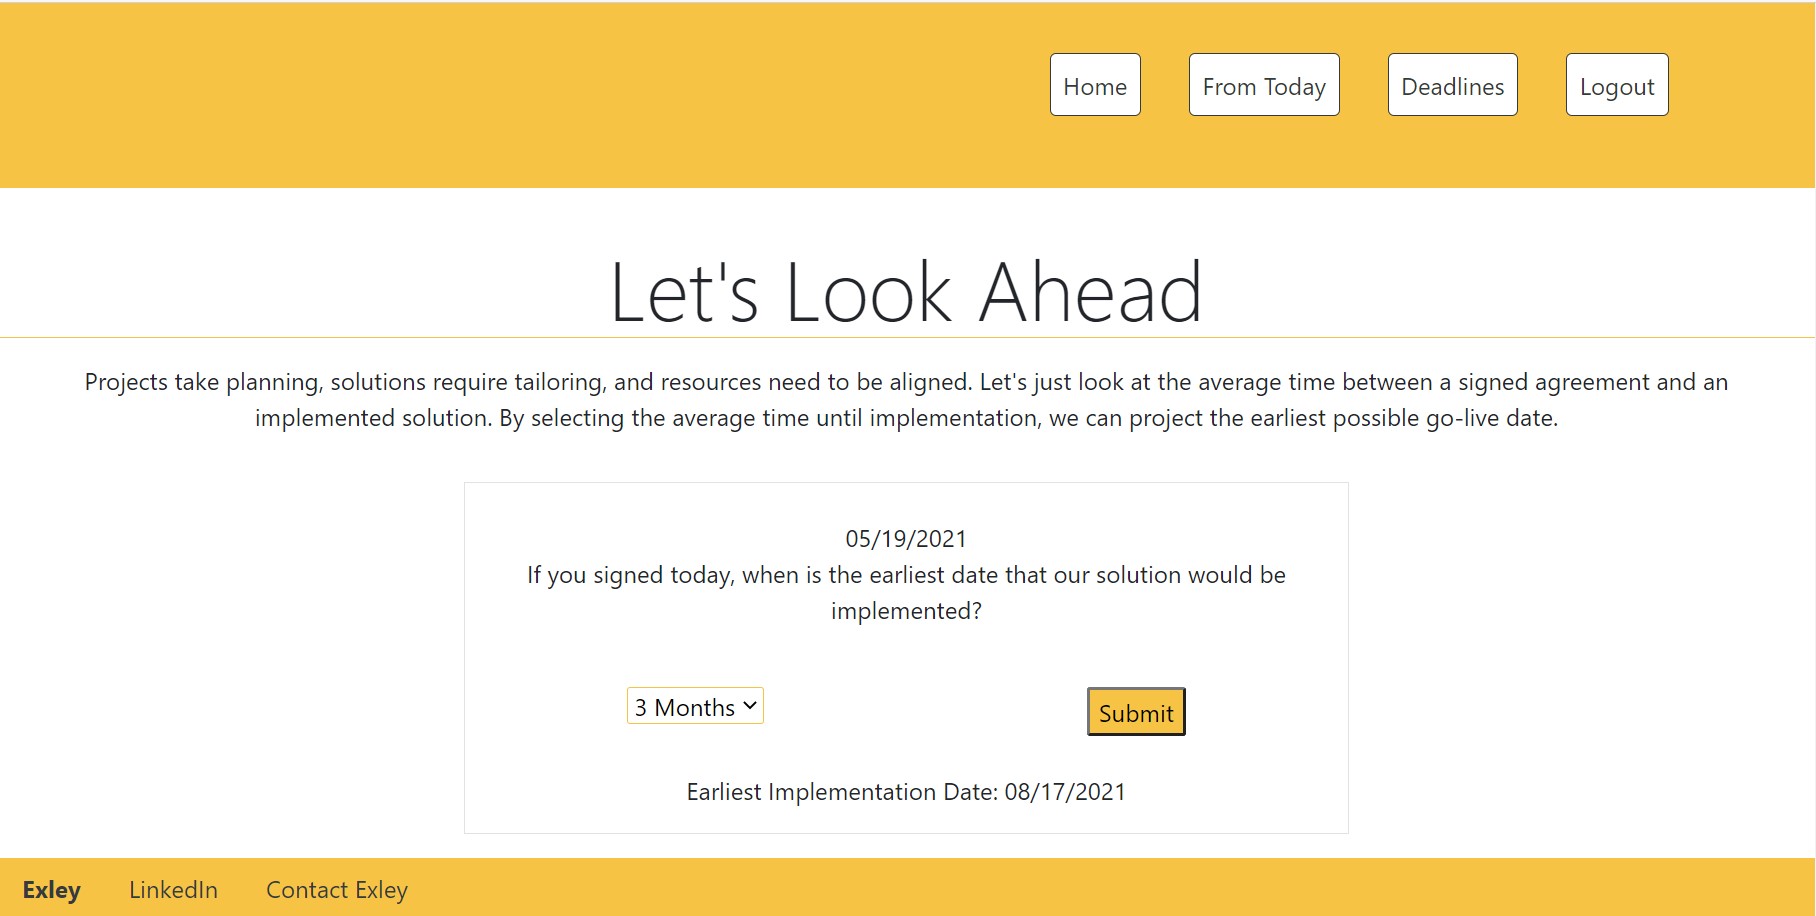 Home From Today Deadlines Logout
Let's Look Ahead
Projects take planning, solutions require tailoring, and resources need to be aligned. Let's just look at the average time between a signed agreement and an
implemented solution. By selecting the average time until implementation, we can project the earliest possible go-live date.
05/19/2021
If you signed today, when is the earliest date that our solution would be
implemented?
3 Months Submit
Earliest Implementation Date: 08/17/2021
Exley LinkedIn Contact Exley